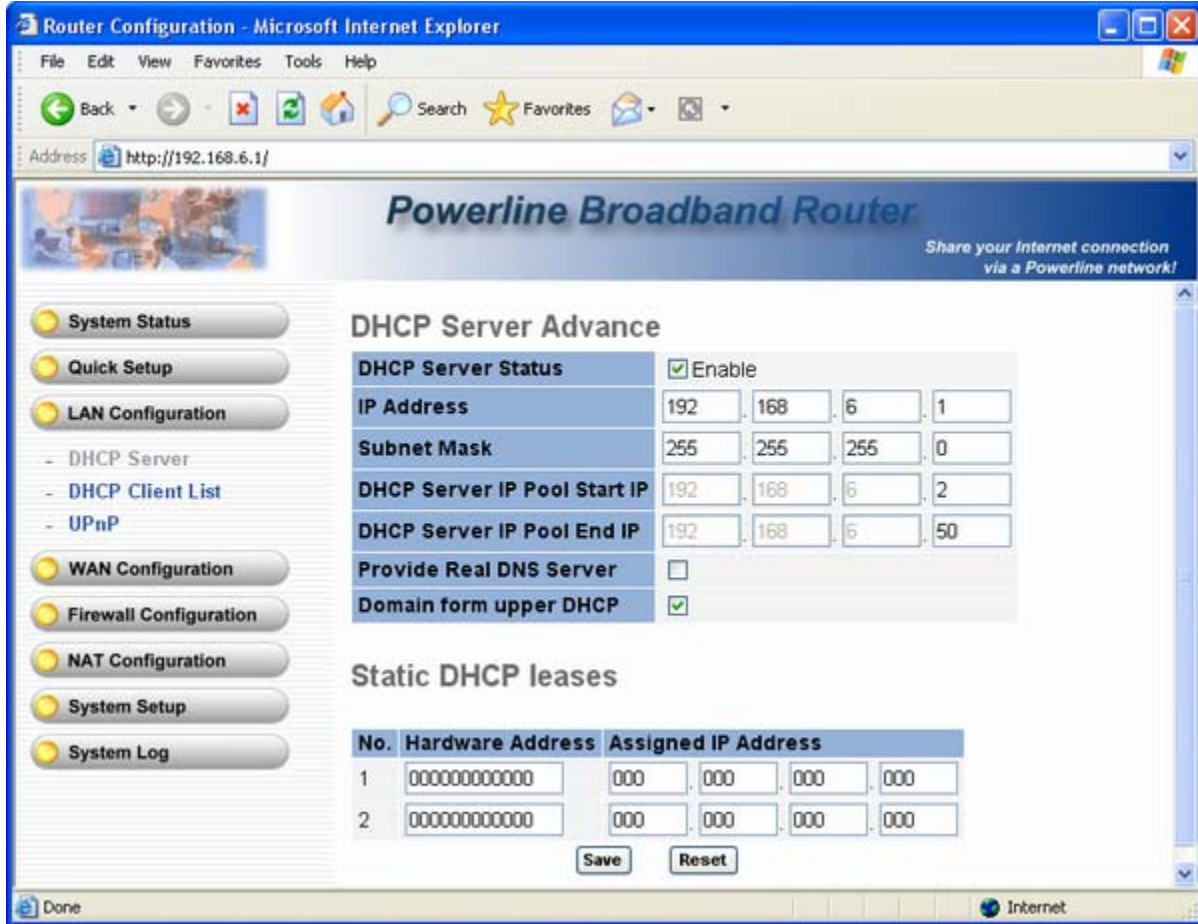 Router Configuration - Microsoft Internet Explorer
File Edit View Favorites Tools Help
Back Search Favorites
Address http://192.168.6.1/
Powerline Broadband Router
Share your Internet connection
via a Powerline network!
System Status
Quick Setup
LAN Configuration
- DHCP Server
- DHCP Client List
- UPnP
WAN Configuration
Firewall Configuration
NAT Configuration
System Setup
System Log
DHCP Server Advance
DHCP Server Status Enable
IP Address 192 . 168 . 6 . 1
Subnet Mask 255 . 255 . 255 . 0
DHCP Server IP Pool Start IP 192 . 168 . 6 . 2
DHCP Server IP Pool End IP 192 . 168 . 6 . 50
Provide Real DNS Server
Domain form upper DHCP
Static DHCP leases
No. Hardware Address Assigned IP Address
1 000000000000 000 . 000 . 000 . 000
2 000000000000 000 . 000 . 000 . 000
Save Reset
Done Internet